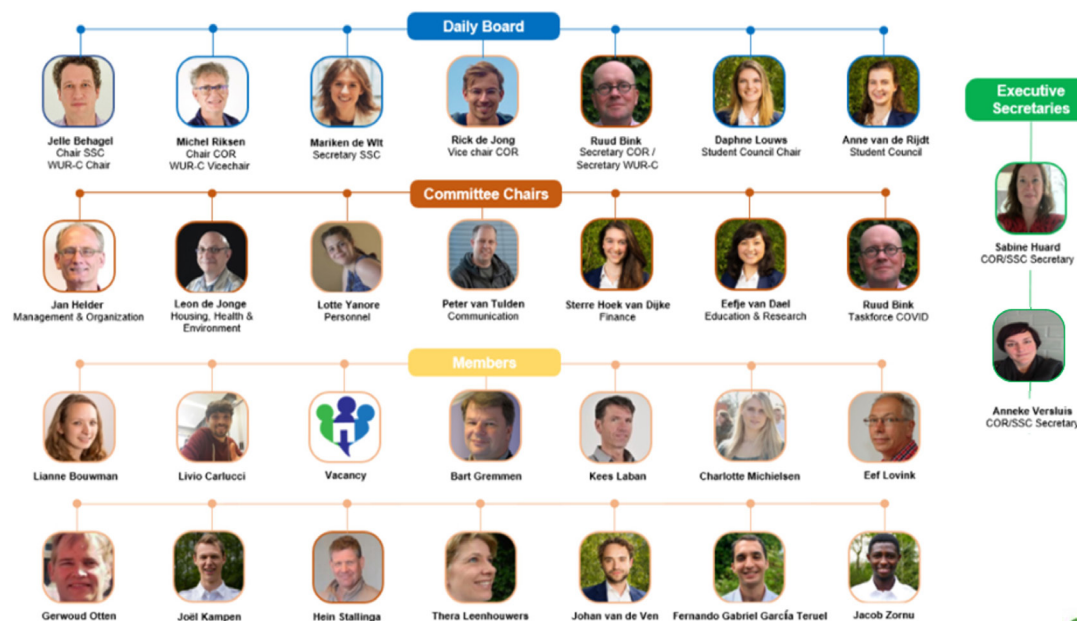 Daily Board
Jelle Behagel
Chair SSC
WUR-C Chair
Michel Riksen
Chair COR
WUR-C Vicechair
Mariken de WIt
Secretary SSC
Rick de Jong
Vice chair COR
Ruud Bink
Secretary COR /
Secretary WUR-C
Daphne Louws
Student Council Chair
Anne van de Rijdt
Student Council
Committee Chairs
Jan Helder
Management & Organization
Leon de Jonge
Housing, Health &
Environment
Lotte Yanore
Personnel
Peter van Tulden
Communication
Sterre Hoek van Dijke
Finance
Eefje van Dael
Education & Research
Ruud Bink
Taskforce COVID
Members
Lianne Bouwman
Livio Carlucci
Vacancy
Bart Gremmen
Kees Laban
Charlotte Michielsen
Eef Lovink
Gerwoud Otten
Joël Kampen
Hein Stallinga
Thera Leenhouwers
Johan van de Ven
Fernando Gabriel García Teruel
Jacob Zornu
Executive
Secretaries
Sabine Huard
COR/SSC Secretary
Anneke Versluis
COR/SSC Secretary